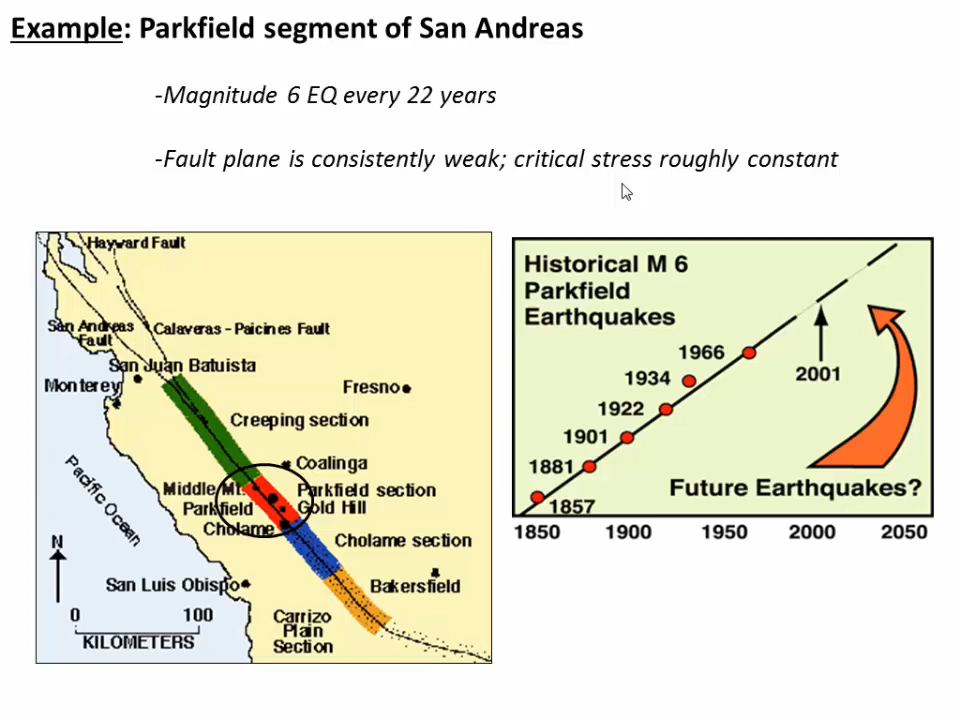 Example: Parkfield segment of San Andreas
-Magnitude 6 EQ every 22 years
-Fault plane is consistently weak; critical stress roughly constant
Hayward Fault
San Andreas
Fault
Calaveras - Paicines Fault
San Juan Batuista
Monterey
Fresno
Creeping section
Pacific Ocean
Coalinga
Middle Mt.
Parkfield section
Parkfield
Gold Hill
Cholame
Cholame section
N
San Luis Obispo
Bakersfield
0 100
KILOMETERS
Carrizo
Plain
Section
Historical M 6
Parkfield
Earthquakes
1966
1934
2001
1922
1901
1881
Future Earthquakes?
1857
1850 1900 1950 2000 2050